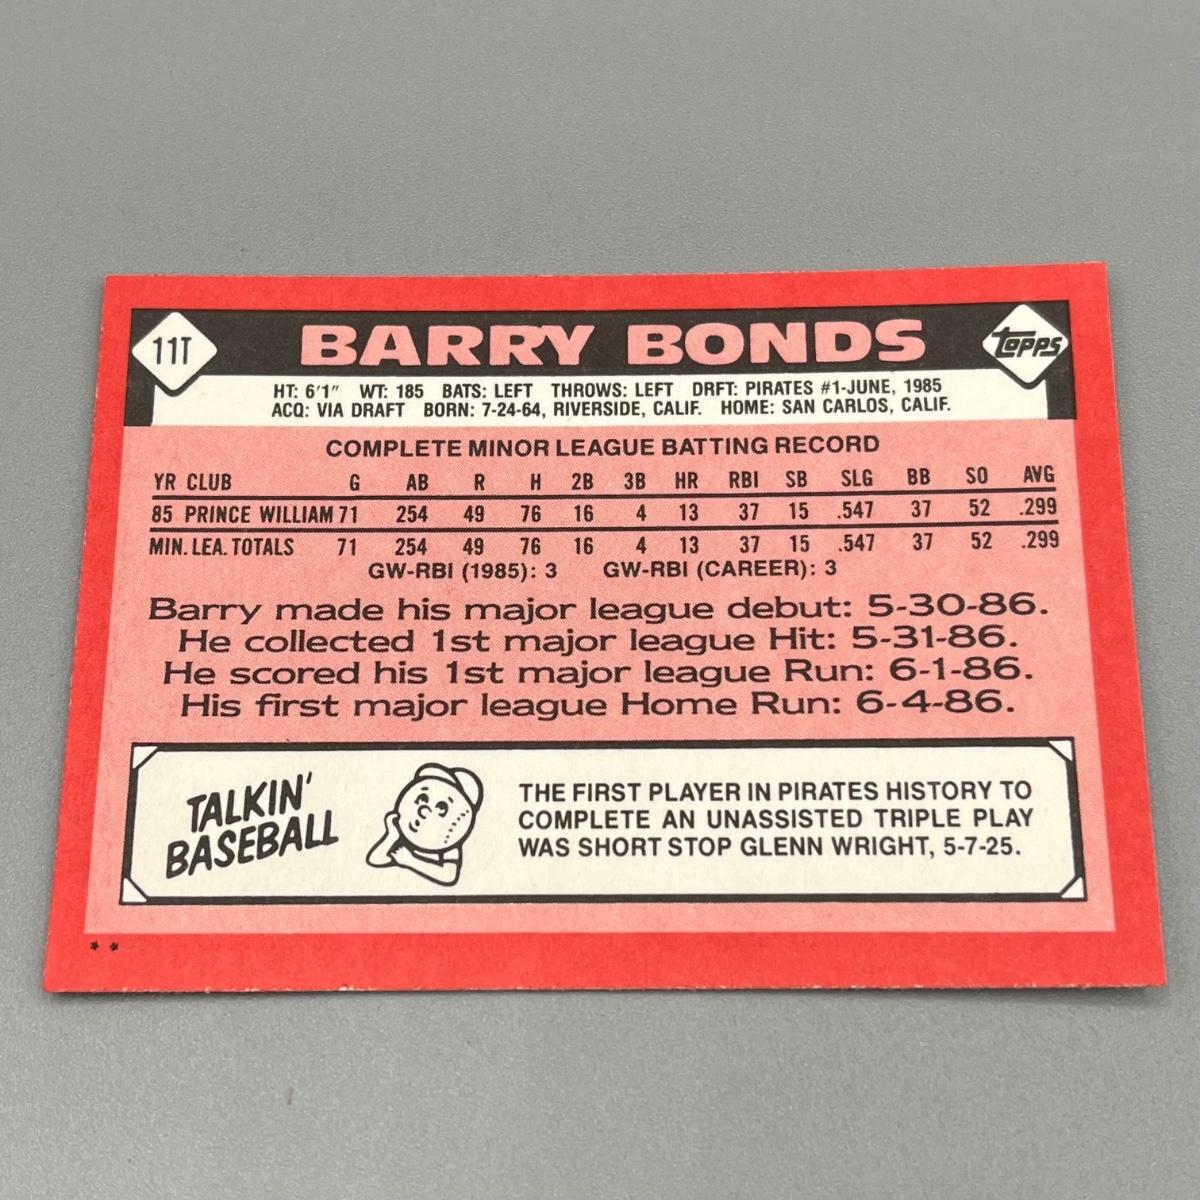 11T BARRY BONDS Topps
HT: 6'1" WT: 185 BATS: LEFT THROWS: LEFT DRFT: PIRATES #1-JUNE, 1985
ACQ: VIA DRAFT BORN: 7-24-64, RIVERSIDE, CALIF. HOME: SAN CARLOS, CALIF.
COMPLETE MINOR LEAGUE BATTING RECORD
YR CLUB G AB R H 2B 3B HR RBI SB SLG BB SO AVG
85 PRINCE WILLIAM 71 254 49 76 16 4 13 37 15 .547 37 52 .299
MIN. LEA. TOTALS 71 254 49 76 16 4 13 37 15 .547 37 52 .299
GW-RBI (1985): 3 GW-RBI (CAREER): 3
Barry made his major league debut: 5-30-86.
He collected 1st major league Hit: 5-31-86.
He scored his 1st major league Run: 6-1-86.
His first major league Home Run: 6-4-86.
TALKIN'
BASEBALL
THE FIRST PLAYER IN PIRATES HISTORY TO
COMPLETE AN UNASSISTED TRIPLE PLAY
WAS SHORT STOP GLENN WRIGHT, 5-7-25.
* *